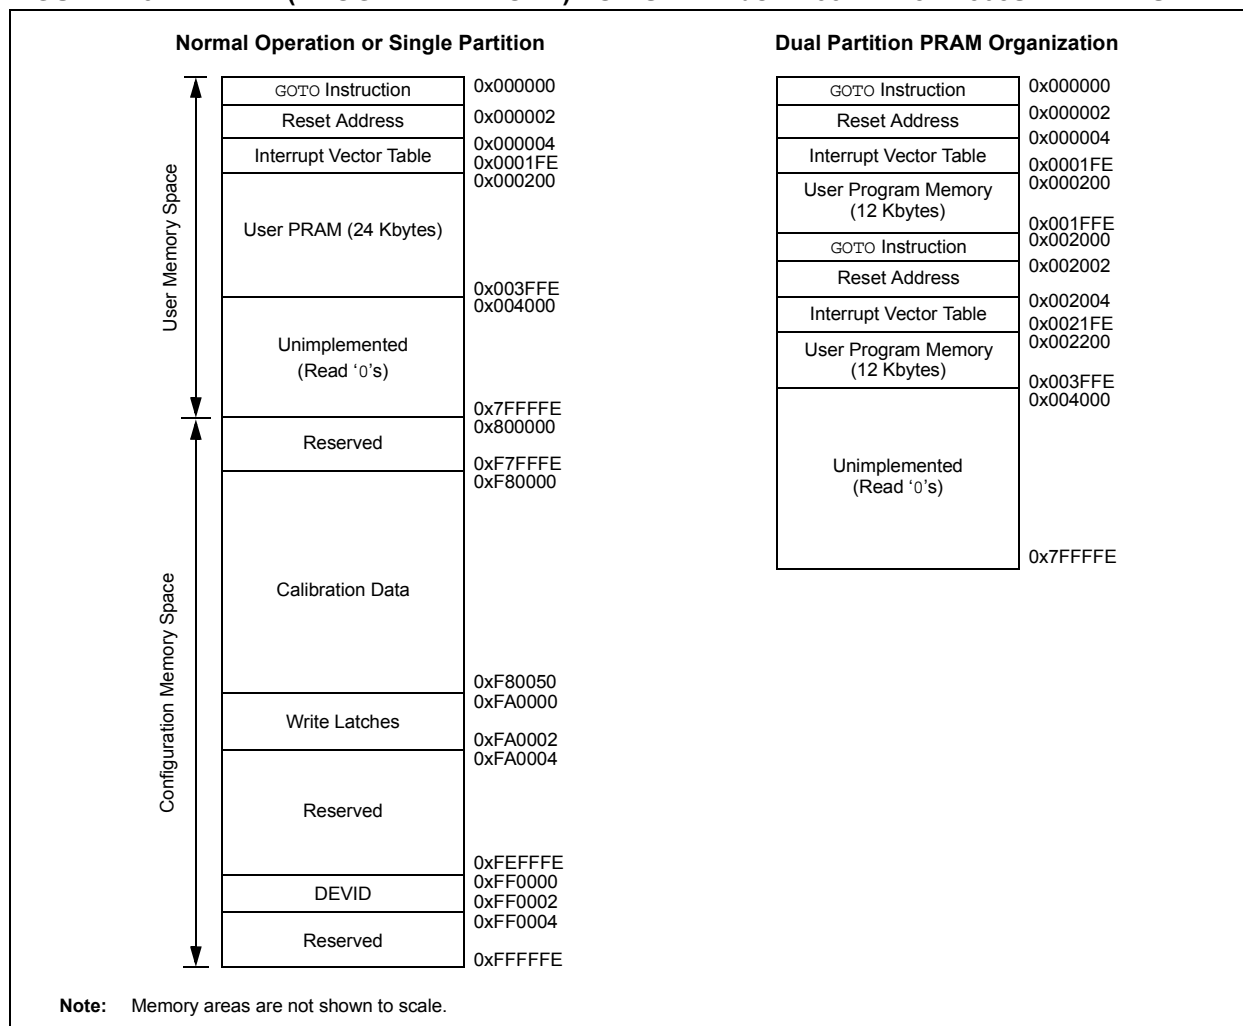 Normal Operation or Single Partition
GOTO Instruction 0x000000
Reset Address 0x000002
0x000004
Interrupt Vector Table
0x0001FE
0x000200
User PRAM (24 Kbytes)
0x003FFE
0x004000
Unimplemented
(Read ‘0’s)
0x7FFFFE
0x800000
Reserved
0xF7FFFE
0xF80000
Calibration Data
0xF80050
0xFA0000
Write Latches
0xFA0002
0xFA0004
Reserved
0xFEFFFE
0xFF0000
DEVID
0xFF0002
0xFF0004
Reserved
0xFFFFFE
User Memory Space
Configuration Memory Space
Dual Partition PRAM Organization
GOTO Instruction 0x000000
0x000002
Reset Address
0x000004
Interrupt Vector Table
0x0001FE
0x000200
User Program Memory
(12 Kbytes)
0x001FFE
0x002000
GOTO Instruction
0x002002
Reset Address
0x002004
Interrupt Vector Table
0x0021FE
0x002200
User Program Memory
(12 Kbytes)
0x003FFE
0x004000
Unimplemented
(Read ‘0’s)
0x7FFFFE
Note: Memory areas are not shown to scale.